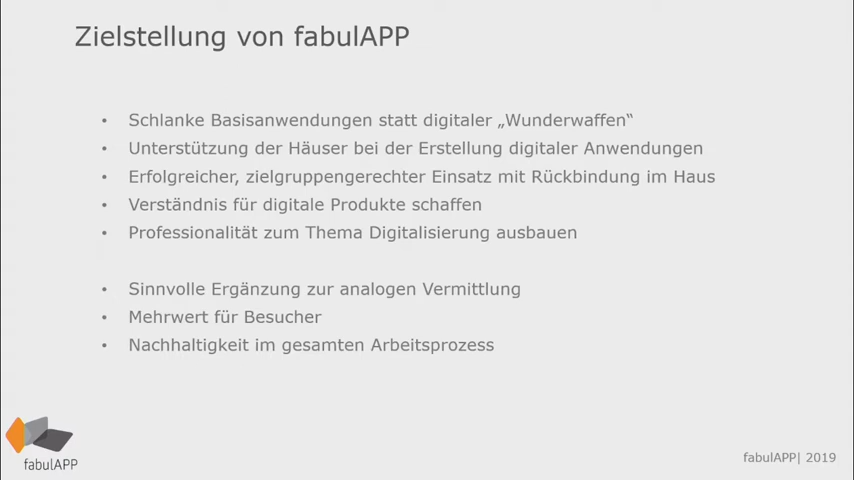 Zielstellung von fabulAPP
• Schlanke Basisanwendungen statt digitaler „Wunderwaffen“
• Unterstützung der Häuser bei der Erstellung digitaler Anwendungen
• Erfolgreicher, zielgruppengerechter Einsatz mit Rückbindung im Haus
• Verständnis für digitale Produkte schaffen
• Professionalität zum Thema Digitalisierung ausbauen
• Sinnvolle Ergänzung zur analogen Vermittlung
• Mehrwert für Besucher
• Nachhaltigkeit im gesamten Arbeitsprozess
fabulAPP
fabulAPP| 2019